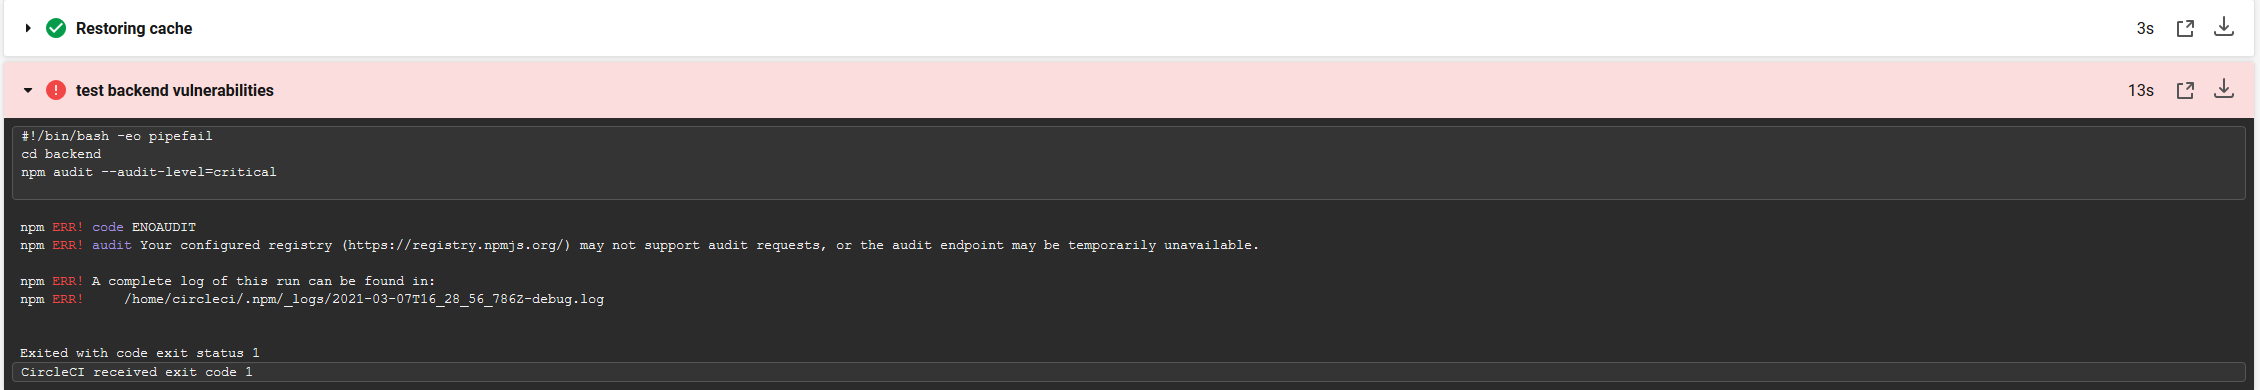 Restoring cache 3s
test backend vulnerabilities 13s
#!/bin/bash -eo pipefail
cd backend
npm audit --audit-level=critical
npm ERR! code ENOAUDIT
npm ERR! audit Your configured registry (https://registry.npmjs.org/) may not support audit requests, or the audit endpoint may be temporarily unavailable.
npm ERR! A complete log of this run can be found in:
npm ERR!     /home/circleci/.npm/_logs/2021-03-07T16_28_56_786Z-debug.log
Exited with code exit status 1
CircleCI received exit code 1